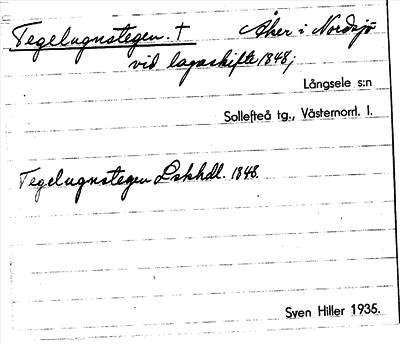 Tegelugnstegen. † Åker i Nordsjö
vid lagaskifte 1848;
Långsele s:n
Sollefteå tg., Västernorrl. l.
Tegelugnstegen Lskhdl. 1848.
Sven Hiller 1935.